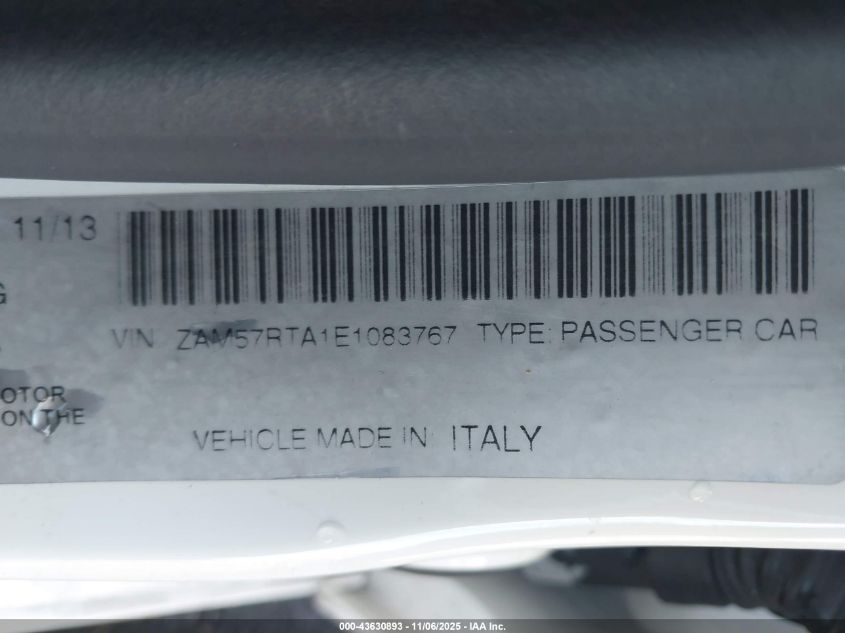 11/13
G
VIN ZAM57RTA1E1083767 TYPE: PASSENGER CAR
OTOR
ON THE
VEHICLE MADE IN: ITALY
000-43630893 - 11/06/2025 - IAA Inc.